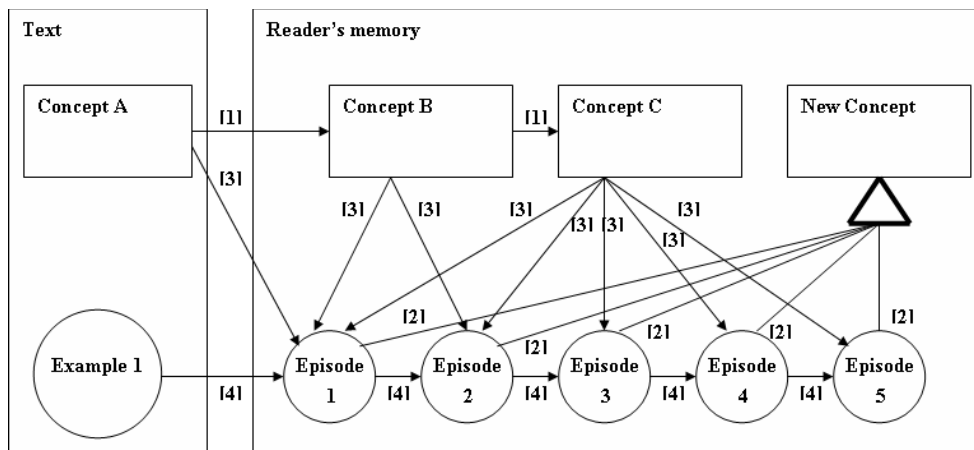 Text
Reader's memory
Concept A
Concept B
Concept C
New Concept
[1]
[1]
[3]
[3]
[3]
[3]
[3]
[3]
[3]
[3]
[2]
[2]
[2]
[2]
[2]
Example 1
Episode
1
Episode
2
Episode
3
Episode
4
Episode
5
[4]
[4]
[4]
[4]
[4]